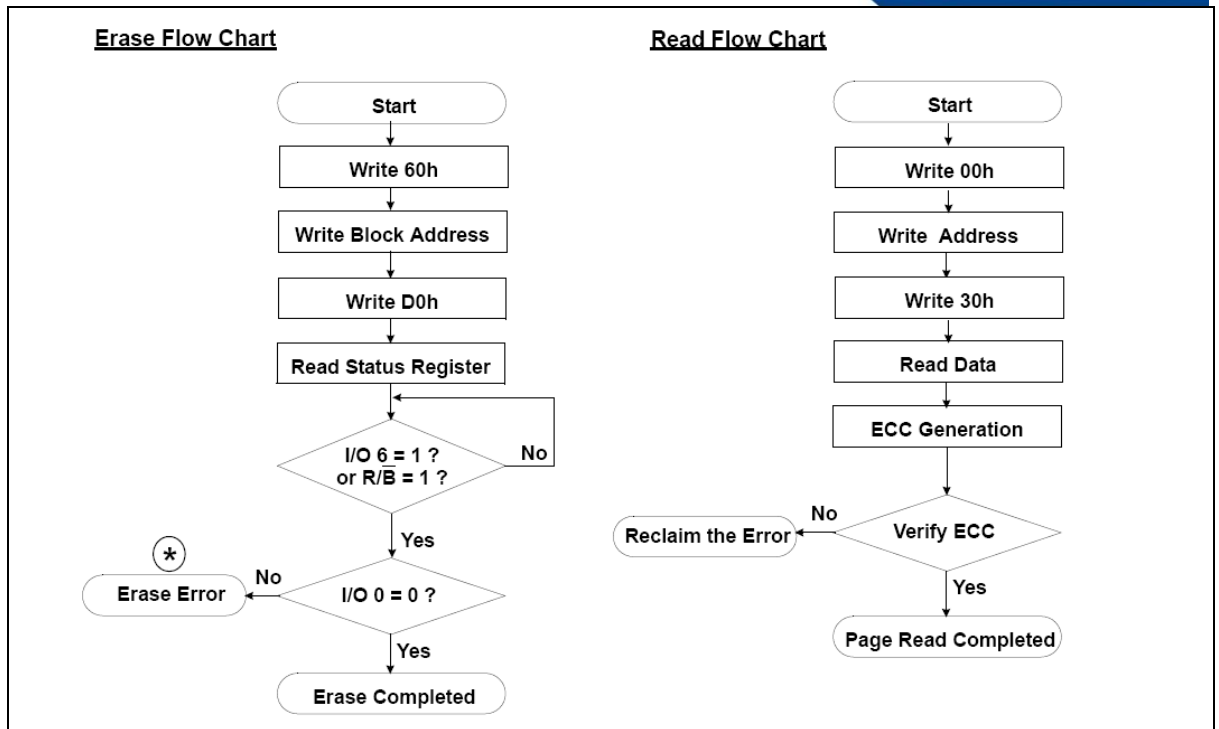 Erase Flow Chart
Start
Write 60h
Write Block Address
Write D0h
Read Status Register
I/O 6 = 1 ?
or R/B̅ = 1 ?
No
Yes
*
No
Erase Error
I/O 0 = 0 ?
Yes
Erase Completed
Read Flow Chart
Start
Write 00h
Write Address
Write 30h
Read Data
ECC Generation
No
Reclaim the Error
Verify ECC
Yes
Page Read Completed